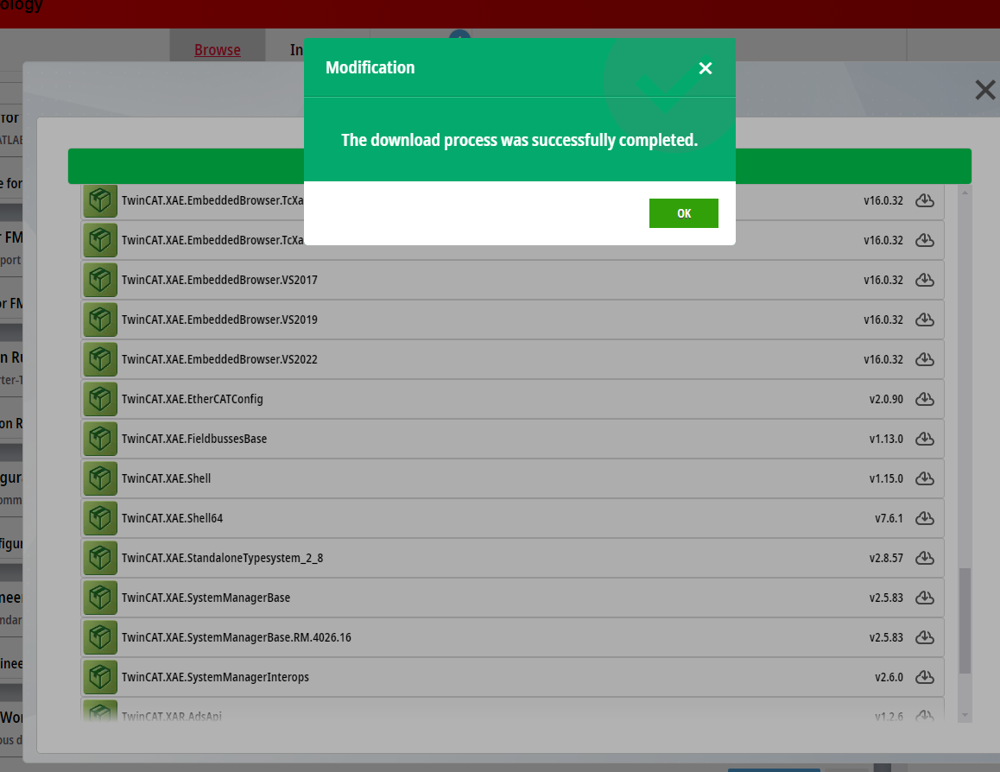 ology
Browse
In
Modification
The download process was successfully completed.
OK
for
ATLAB
e for
r FM
port
or FM
n Ru
rter-T
on R
gura
omm
figur
neer
ndar
inee
Wor
ous d
TwinCAT.XAE.EmbeddedBrowser.TcXa
v16.0.32
TwinCAT.XAE.EmbeddedBrowser.TcXa
v16.0.32
TwinCAT.XAE.EmbeddedBrowser.VS2017
v16.0.32
TwinCAT.XAE.EmbeddedBrowser.VS2019
v16.0.32
TwinCAT.XAE.EmbeddedBrowser.VS2022
v16.0.32
TwinCAT.XAE.EtherCATConfig
v2.0.90
TwinCAT.XAE.FieldbussesBase
v1.13.0
TwinCAT.XAE.Shell
v1.15.0
TwinCAT.XAE.Shell64
v7.6.1
TwinCAT.XAE.StandaloneTypesystem_2_8
v2.8.57
TwinCAT.XAE.SystemManagerBase
v2.5.83
TwinCAT.XAE.SystemManagerBase.RM.4026.16
v2.5.83
TwinCAT.XAE.SystemManagerInterops
v2.6.0
TwinCAT.XAR.AdsApi
v1.2.6